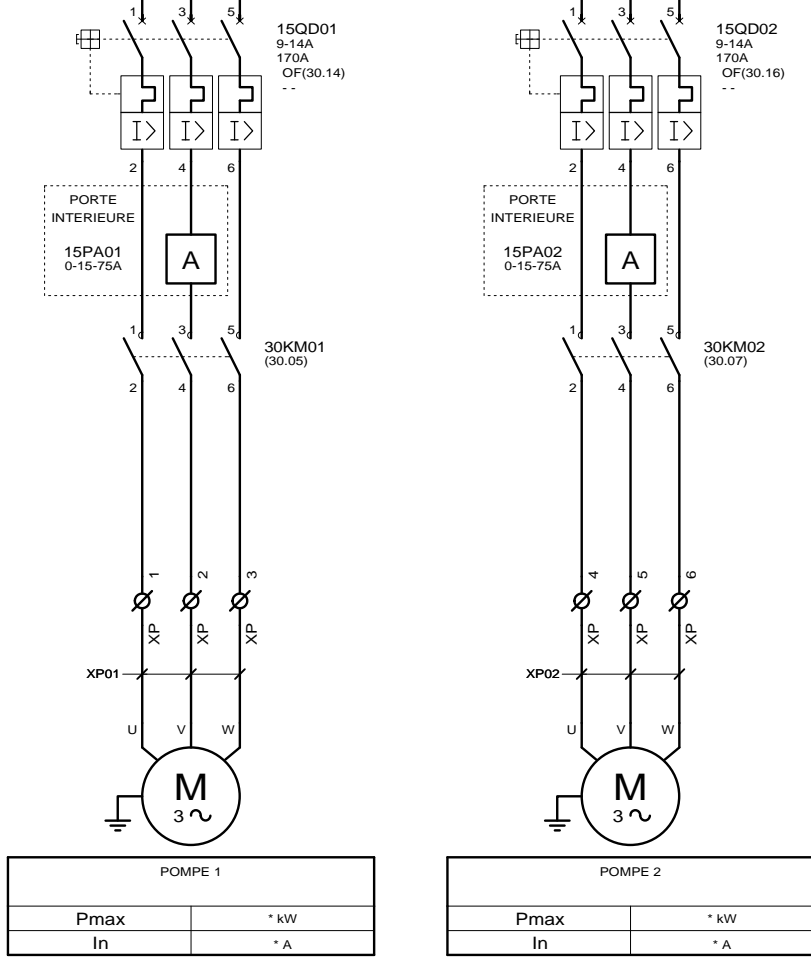 1 3 5
15QD01
9-14A
170A
OF(30.14)
- -
I> I> I>
2 4 6
PORTE
INTERIEURE
15PA01
0-15-75A
A
1 3 5
30KM01
(30.05)
2 4 6
1 2 3
XP XP XP
XP01
U V W
M
3 ~
POMPE 1
Pmax * kW
In * A
1 3 5
15QD02
9-14A
170A
OF(30.16)
- -
I> I> I>
2 4 6
PORTE
INTERIEURE
15PA02
0-15-75A
A
1 3 5
30KM02
(30.07)
2 4 6
4 5 6
XP XP XP
XP02
U V W
M
3 ~
POMPE 2
Pmax * kW
In * A